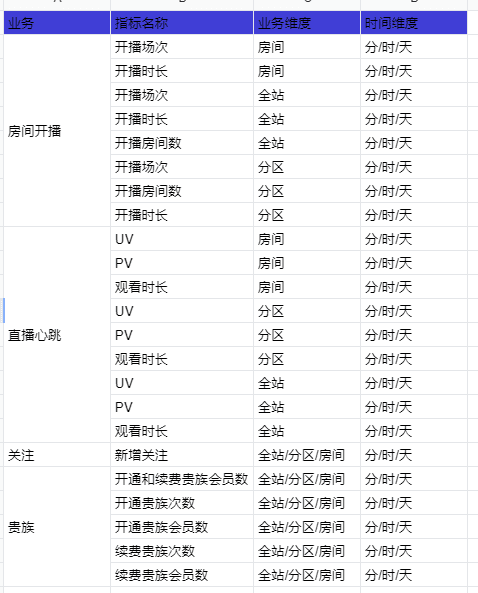 业务 指标名称 业务维度 时间维度
开播场次 房间 分/时/天
开播时长 房间 分/时/天
开播场次 全站 分/时/天
开播时长 全站 分/时/天
房间开播 开播房间数 全站 分/时/天
开播场次 分区 分/时/天
开播房间数 分区 分/时/天
开播时长 分区 分/时/天
UV 房间 分/时/天
PV 房间 分/时/天
观看时长 房间 分/时/天
UV 分区 分/时/天
直播心跳 PV 分区 分/时/天
观看时长 分区 分/时/天
UV 全站 分/时/天
PV 全站 分/时/天
观看时长 全站 分/时/天
关注 新增关注 全站/分区/房间 分/时/天
开通和续费贵族会员数 全站/分区/房间 分/时/天
开通贵族次数 全站/分区/房间 分/时/天
贵族 开通贵族会员数 全站/分区/房间 分/时/天
续费贵族次数 全站/分区/房间 分/时/天
续费贵族会员数 全站/分区/房间 分/时/天